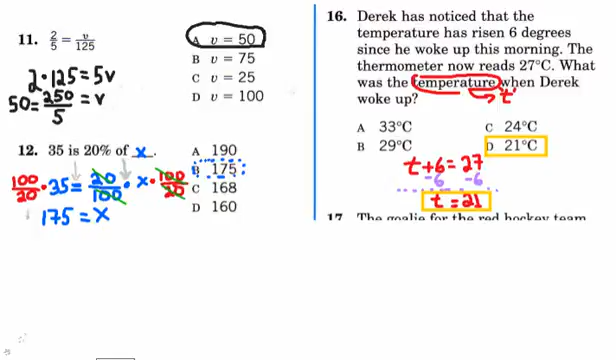 11. 2/5 = v/125
A v = 50
B v = 75
C v = 25
D v = 100
2·125=5v
50=250/5=v
12. 35 is 20% of x.
A 190
B 175
C 168
D 160
100/20·35=20/100·x·100/20
175=x
16. Derek has noticed that the
temperature has risen 6 degrees
since he woke up this morning. The
thermometer now reads 27°C. What
was the temperature when Derek
→ t
woke up?
A 33°C
C 24°C
B 29°C
D 21°C
t+6=27
-6 -6
t=21
17 The goalie for the red hockey team